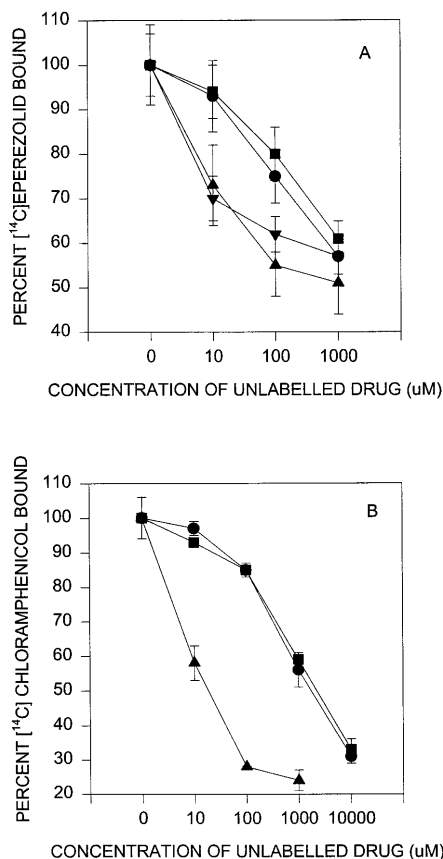 A
PERCENT [¹⁴C]EPEREZOLID BOUND
110
100
90
80
70
60
50
40
0 10 100 1000
CONCENTRATION OF UNLABELLED DRUG (uM)
B
PERCENT [¹⁴C] CHLORAMPHENICOL BOUND
110
100
90
80
70
60
50
40
30
20
0 10 100 1000 10000
CONCENTRATION OF UNLABELLED DRUG (uM)